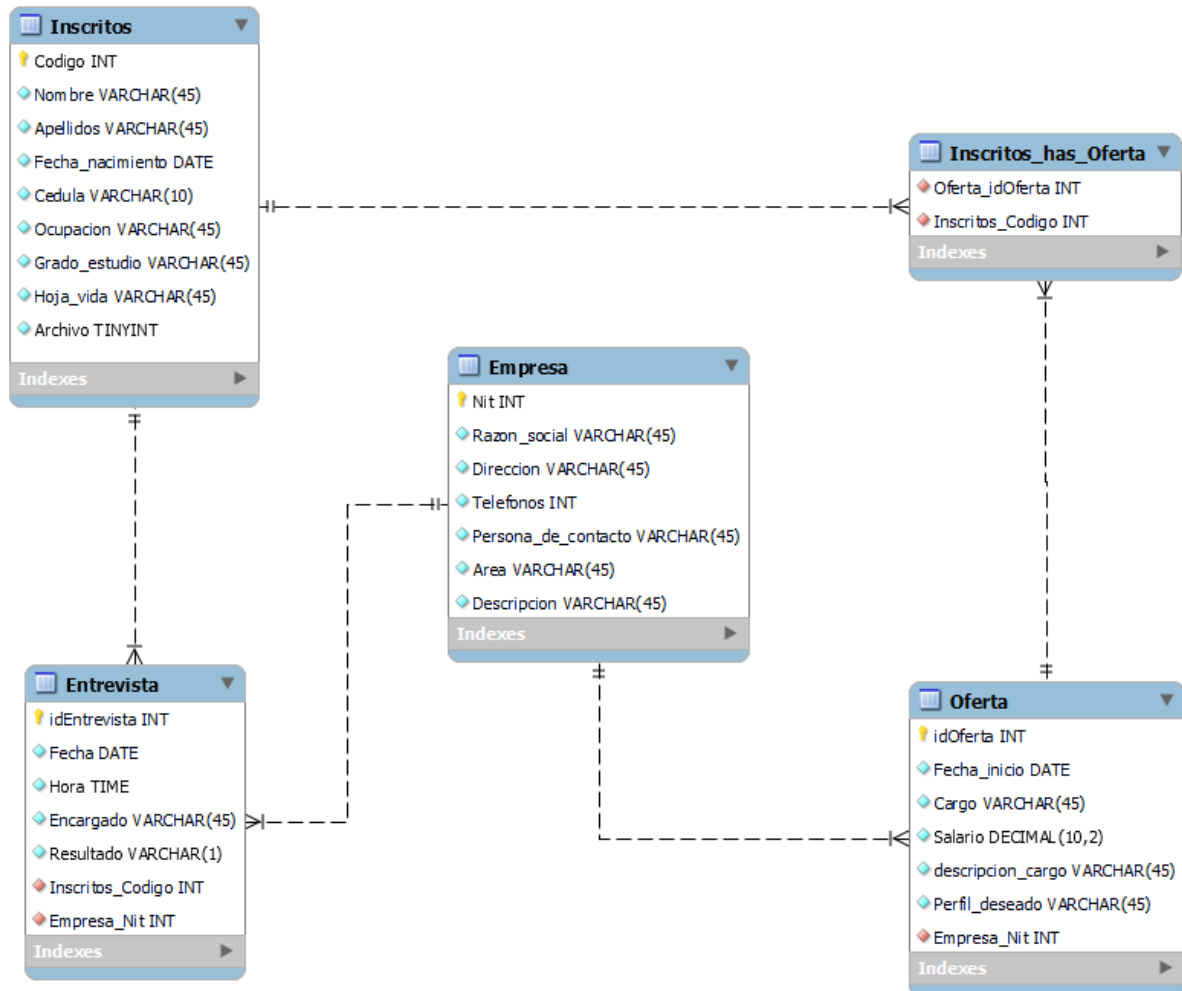 Inscritos
Codigo INT
Nombre VARCHAR(45)
Apellidos VARCHAR(45)
Fecha_nacimiento DATE
Cedula VARCHAR(10)
Ocupacion VARCHAR(45)
Grado_estudio VARCHAR(45)
Hoja_vida VARCHAR(45)
Archivo TINYINT
Indexes
Inscritos_has_Oferta
Oferta_idOferta INT
Inscritos_Codigo INT
Indexes
Empresa
Nit INT
Razon_social VARCHAR(45)
Direccion VARCHAR(45)
Telefonos INT
Persona_de_contacto VARCHAR(45)
Area VARCHAR(45)
Descripcion VARCHAR(45)
Indexes
Entrevista
idEntrevista INT
Fecha DATE
Hora TIME
Encargado VARCHAR(45)
Resultado VARCHAR(1)
Inscritos_Codigo INT
Empresa_Nit INT
Indexes
Oferta
idOferta INT
Fecha_inicio DATE
Cargo VARCHAR(45)
Salario DECIMAL(10,2)
descripcion_cargo VARCHAR(45)
Perfil_deseado VARCHAR(45)
Empresa_Nit INT
Indexes